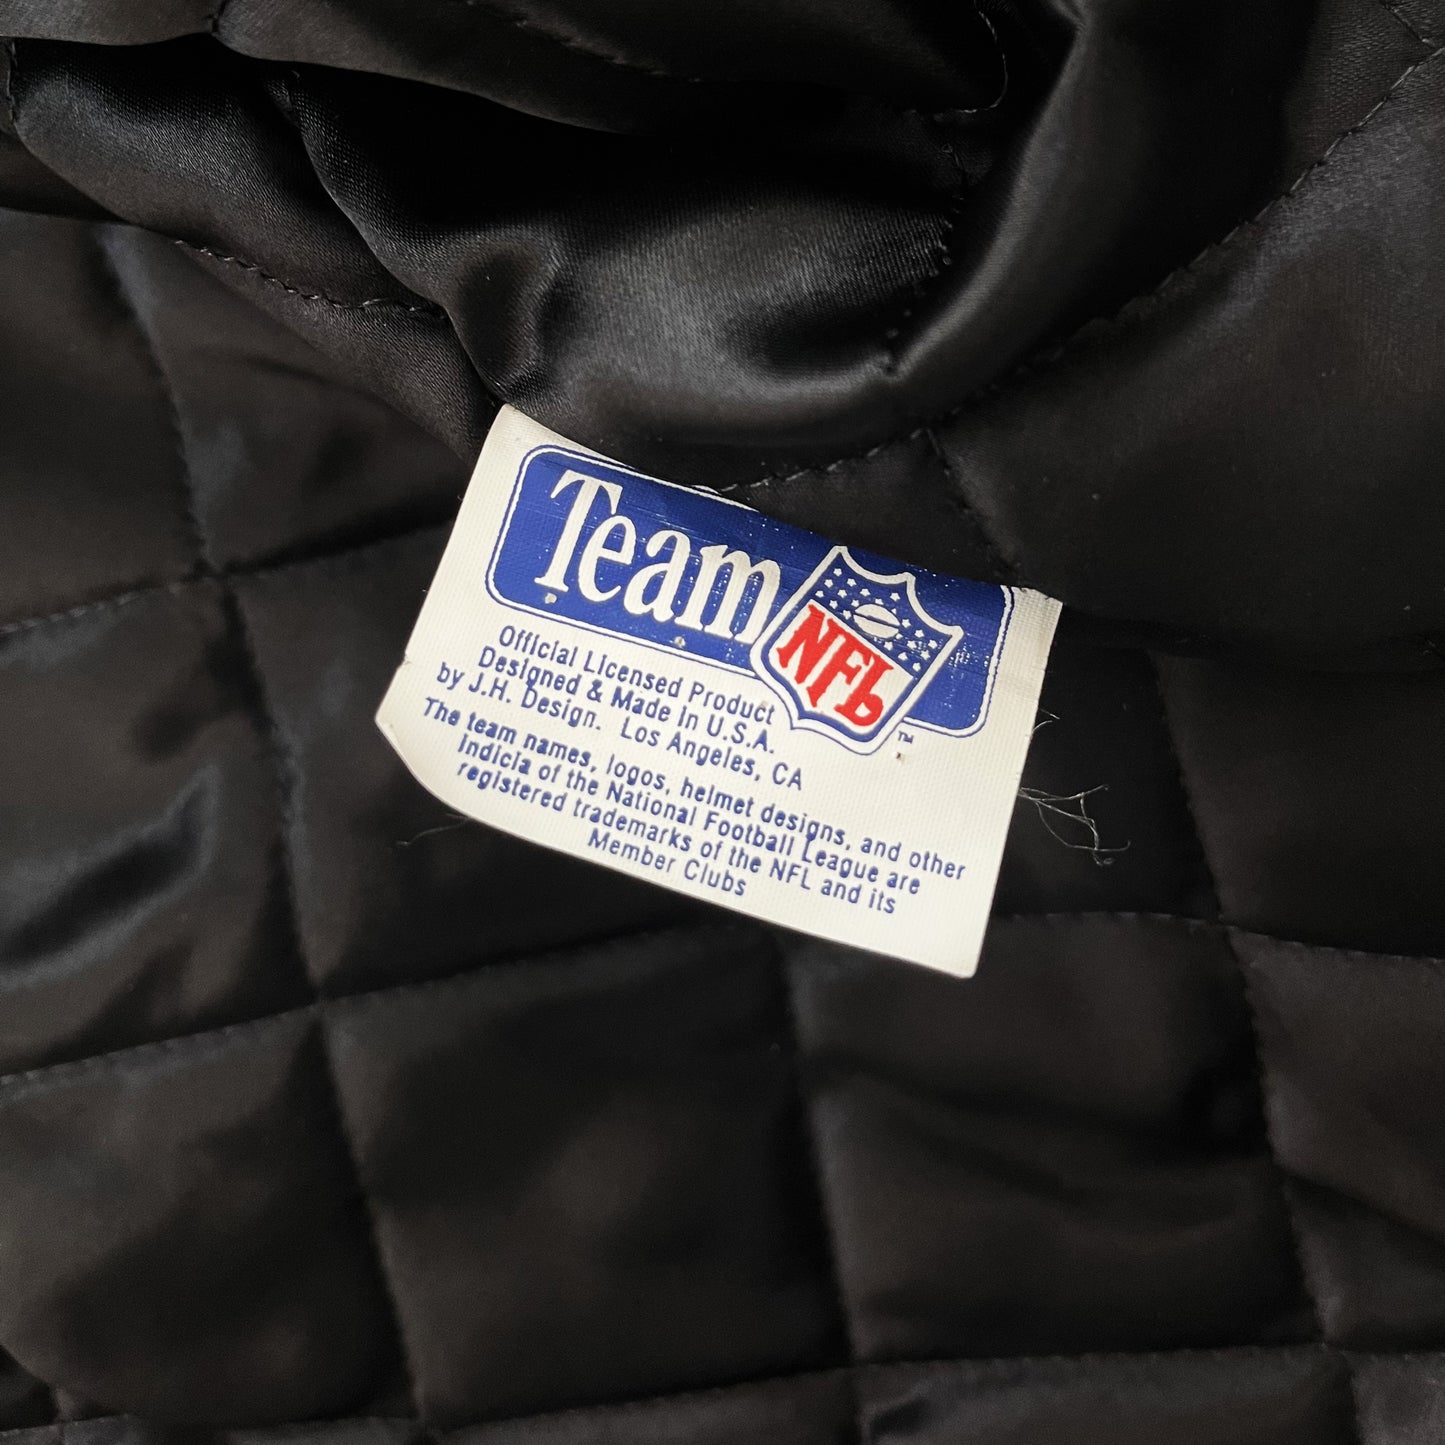 Team NFL ™
Official Licensed Product
Designed & Made in U.S.A.
by J.H. Design. Los Angeles, CA
The team names, logos, helmet designs, and other
indicia of the National Football League are
registered trademarks of the NFL and its
Member Clubs